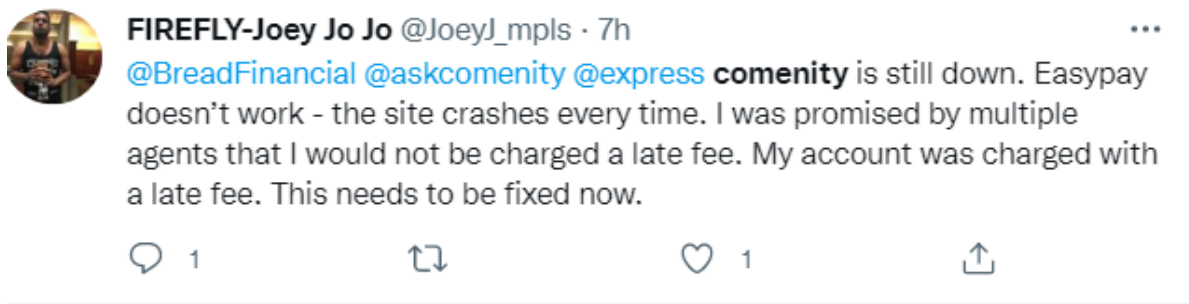 FIREFLY-Joey Jo Jo @JoeyJ_mpls · 7h
@BreadFinancial @askcomenity @express comenity is still down. Easypay
doesn’t work - the site crashes every time. I was promised by multiple
agents that I would not be charged a late fee. My account was charged with
a late fee. This needs to be fixed now.
1 1